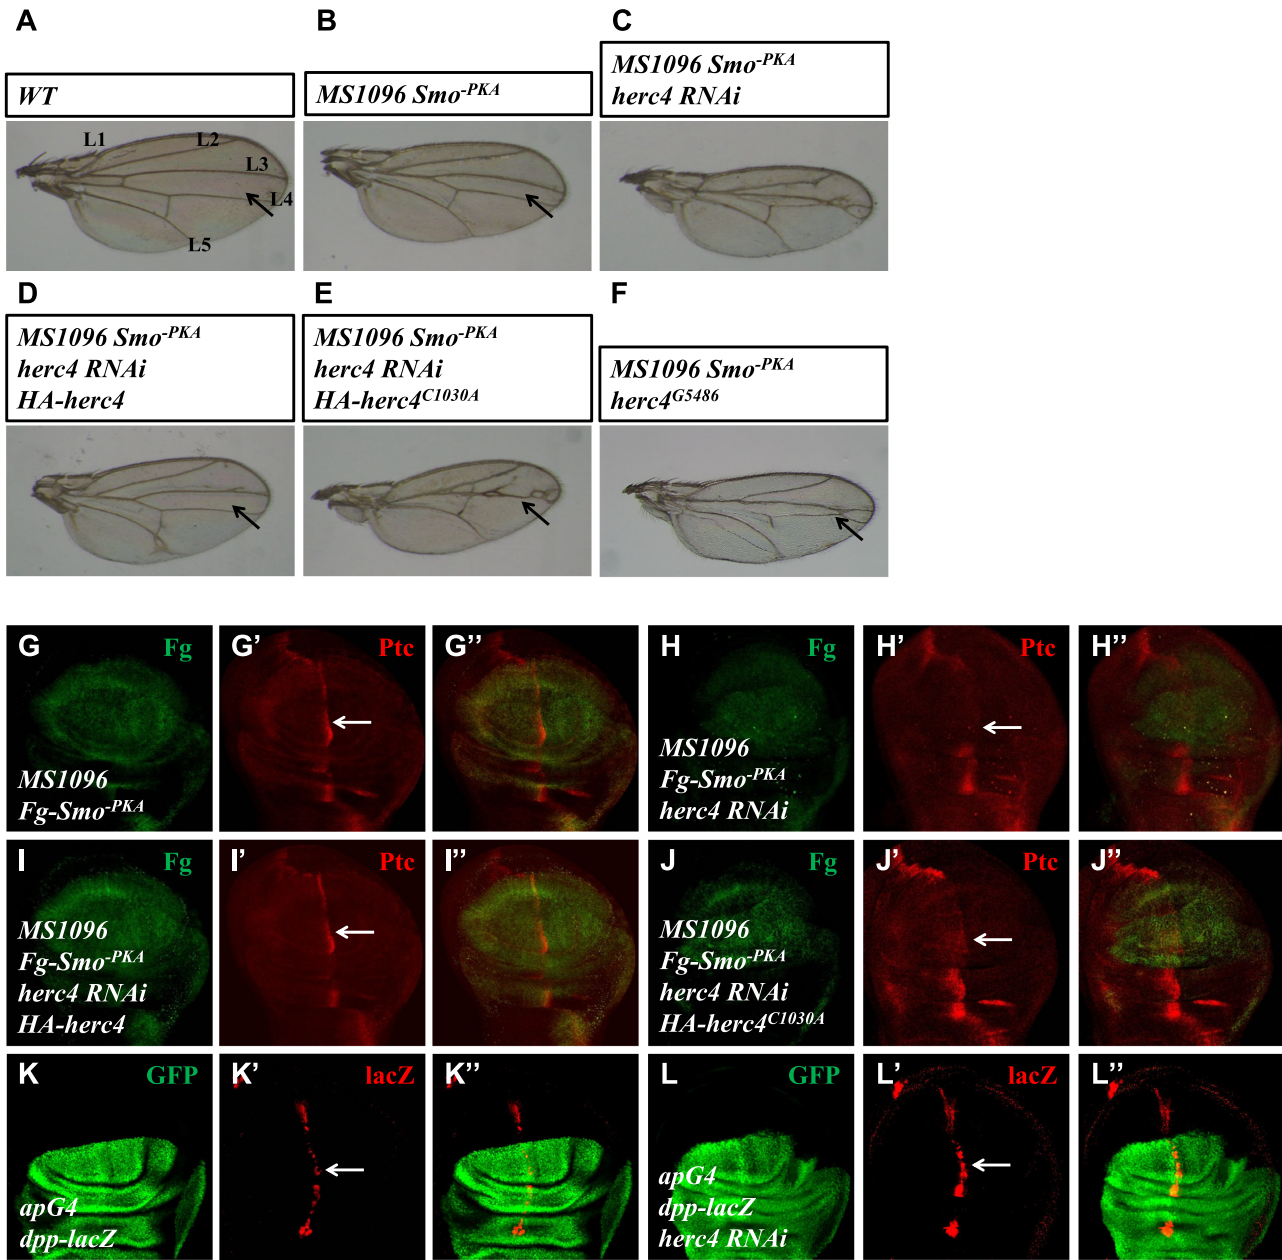 A
B
C
WT
MS1096 Smo-PKA
MS1096 Smo-PKA
herc4 RNAi
L1
L2
L3
L4
L5
D
E
F
MS1096 Smo-PKA
herc4 RNAi
HA-herc4
MS1096 Smo-PKA
herc4 RNAi
HA-herc4C1030A
MS1096 Smo-PKA
herc4G5486
G
Fg
MS1096
Fg-Smo-PKA
G’
Ptc
G’’
H
Fg
MS1096
Fg-Smo-PKA
herc4 RNAi
H’
Ptc
H’’
I
Fg
MS1096
Fg-Smo-PKA
herc4 RNAi
HA-herc4
I’
Ptc
I’’
J
Fg
MS1096
Fg-Smo-PKA
herc4 RNAi
HA-herc4C1030A
J’
Ptc
J’’
K
GFP
apG4
dpp-lacZ
K’
lacZ
K’’
L
GFP
apG4
dpp-lacZ
herc4 RNAi
L’
lacZ
L’’